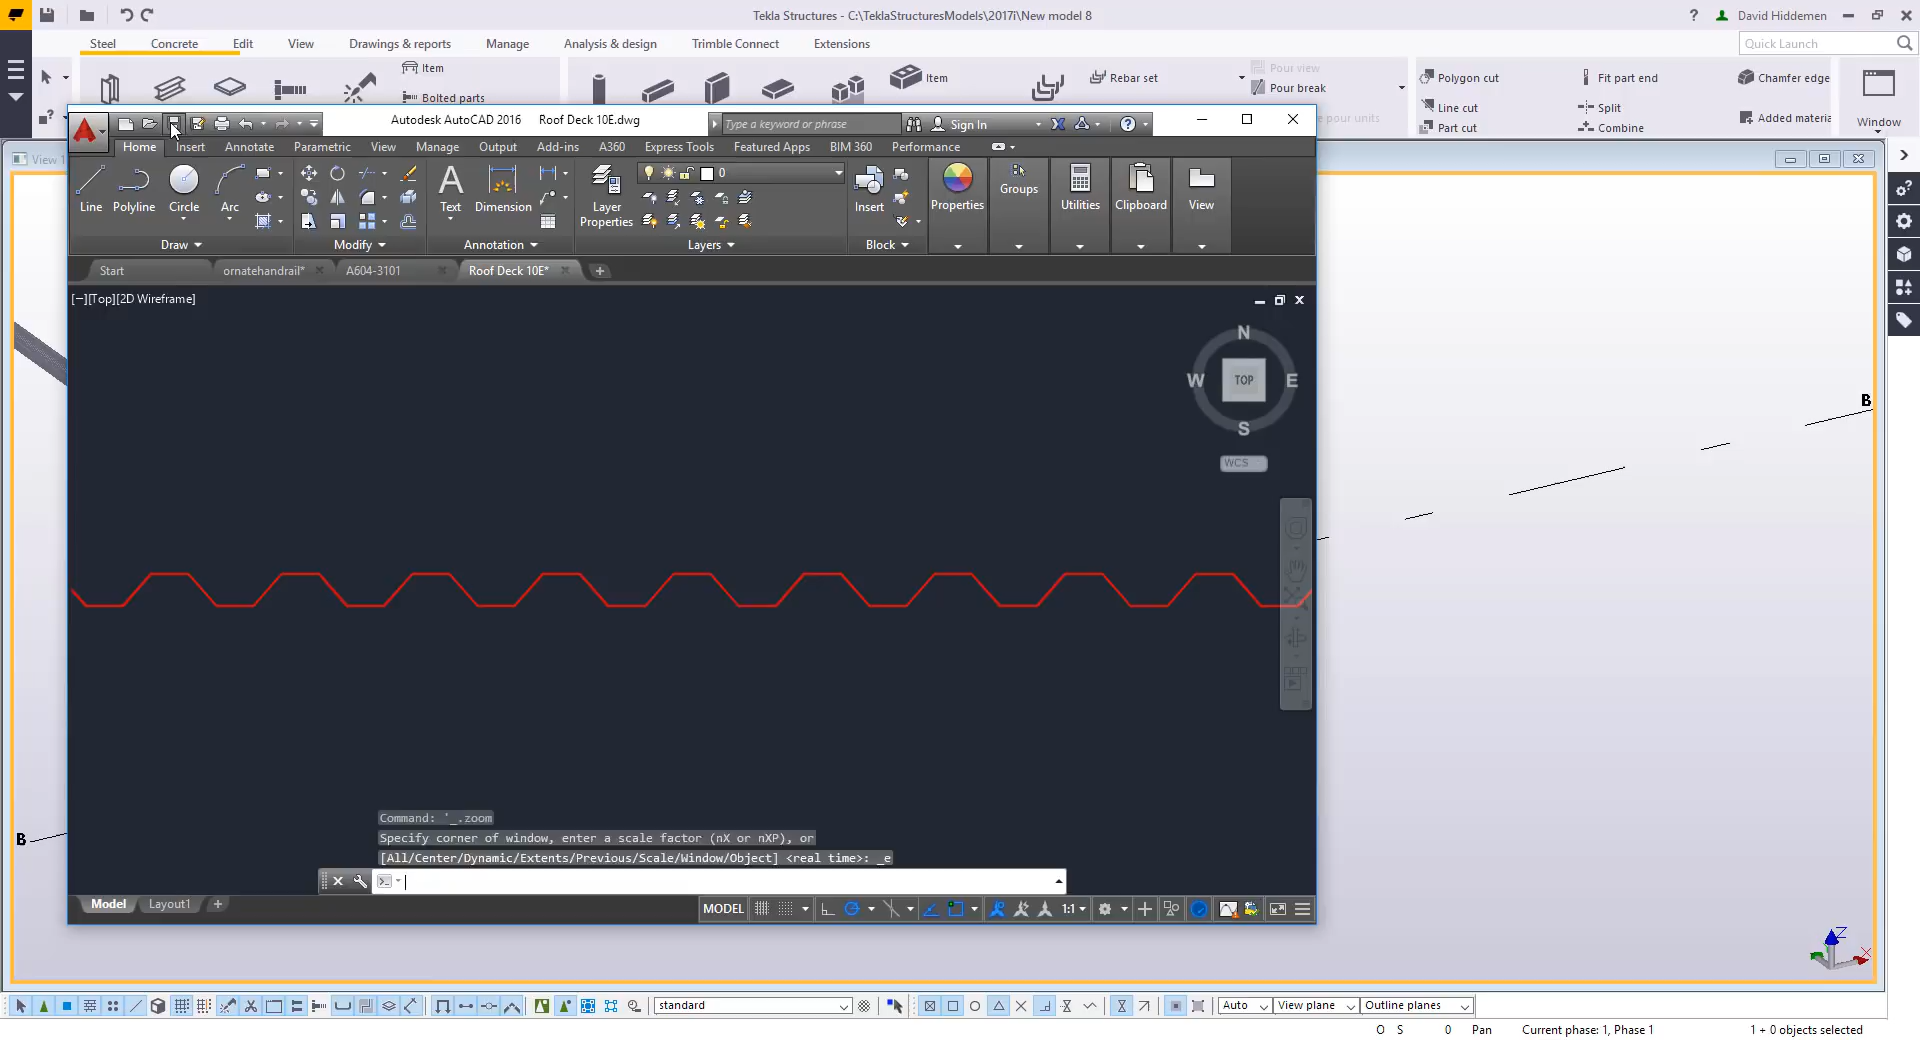 Tekla Structures - C:\TeklaStructuresModels\2017i\New model 8
? David Hiddemen
Steel Concrete Edit View Drawings & reports Manage Analysis & design Trimble Connect Extensions
Quick Launch
Item
Bolted parts
Item
Rebar set
Pour view
Pour break
Polygon cut
Line cut
Part cut
Fit part end
Split
Combine
Chamfer edge
Added materia
Window
View 1
Autodesk AutoCAD 2016 Roof Deck 10E.dwg
Type a keyword or phrase
Sign In
Home Insert Annotate Parametric View Manage Output Add-ins A360 Express Tools Featured Apps BIM 360 Performance
Line Polyline Circle Arc
Text Dimension
Layer
Properties
0
Insert
Properties
Groups
Utilities
Clipboard
View
Draw Modify Annotation Layers Block
Start ornatehandrail* A604-3101 Roof Deck 10E*
[−][Top][2D Wireframe]
N
W TOP E
S
WCS
B
B
Command: '_.zoom
Specify corner of window, enter a scale factor (nX or nXP), or
[All/Center/Dynamic/Extents/Previous/Scale/Window/Object] <real time>: _e
Model Layout1 +
MODEL 1:1
Z
X
standard
Auto View plane Outline planes
O S 0 Pan Current phase: 1, Phase 1 1 + 0 objects selected